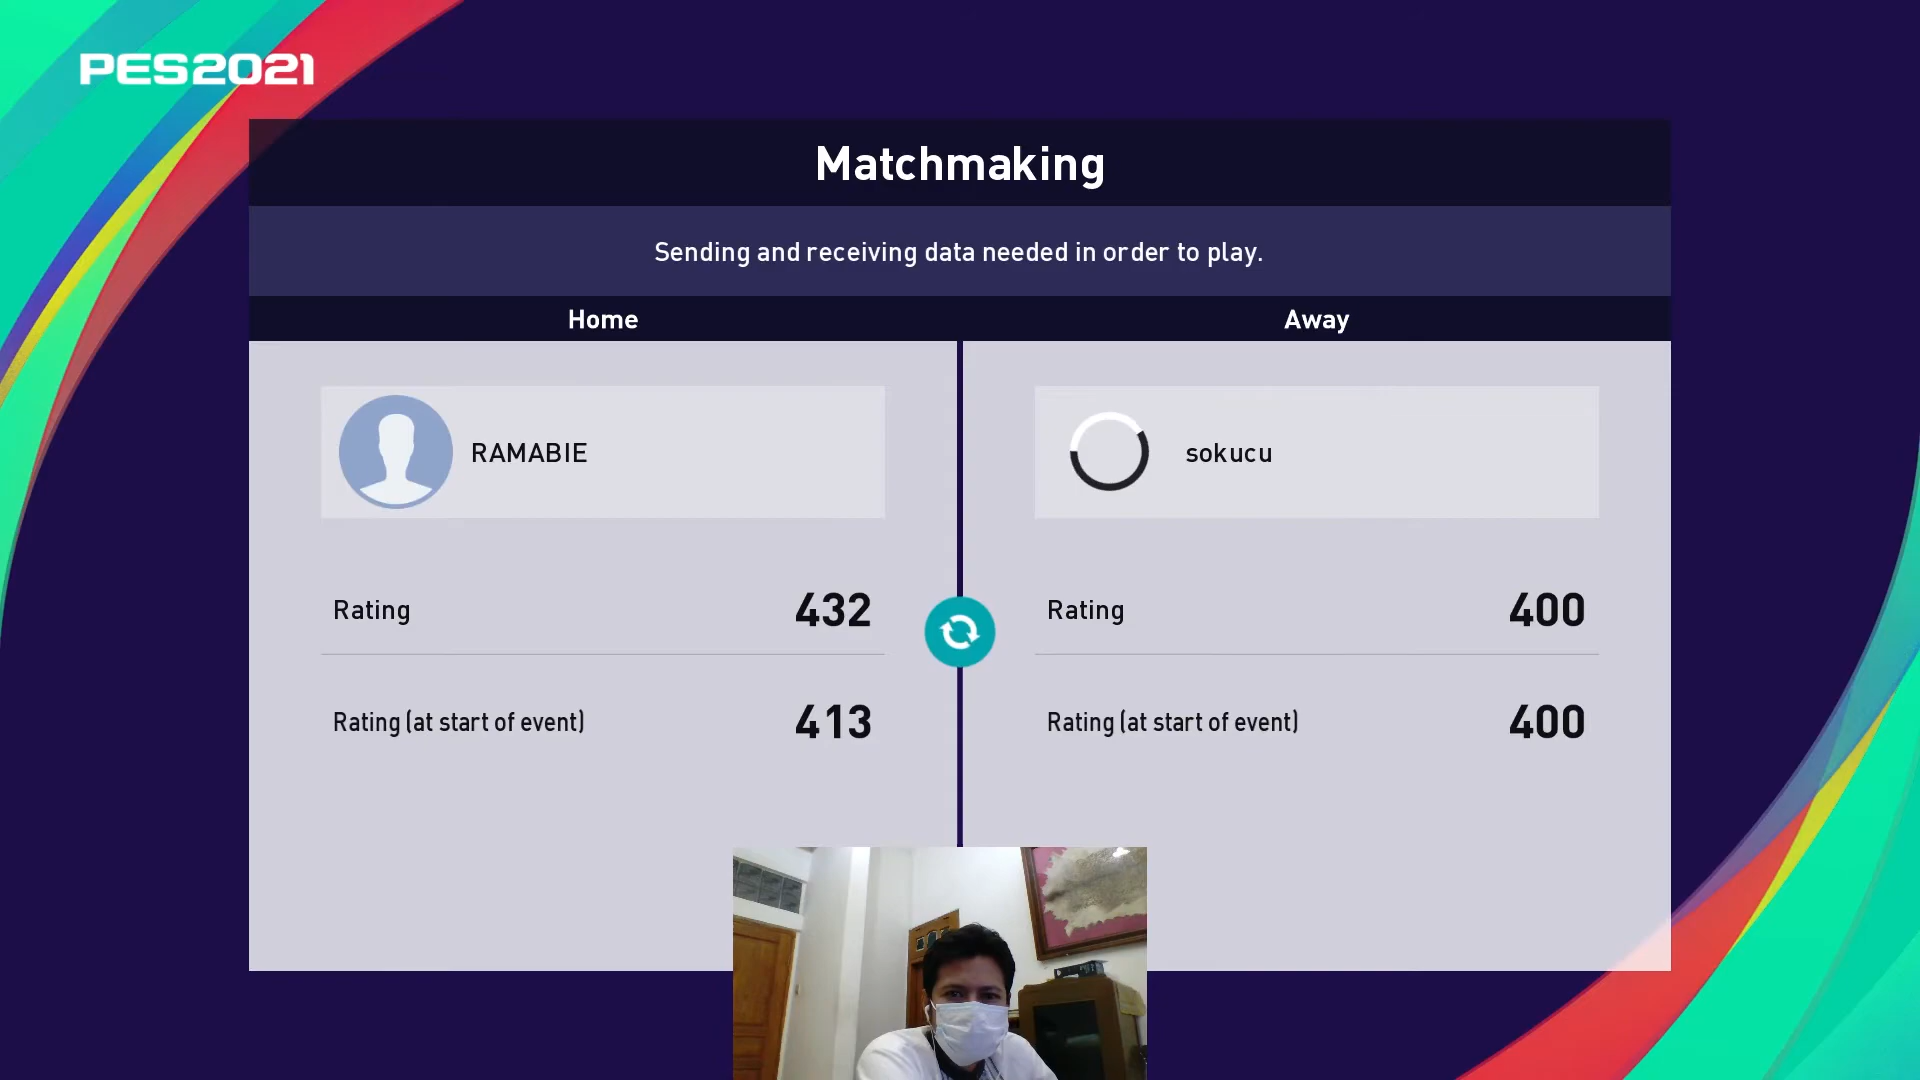 PES2021
Matchmaking
Sending and receiving data needed in order to play.
Home
Away
RAMABIE
sokucu
Rating 432
Rating 400
Rating (at start of event) 413
Rating (at start of event) 400